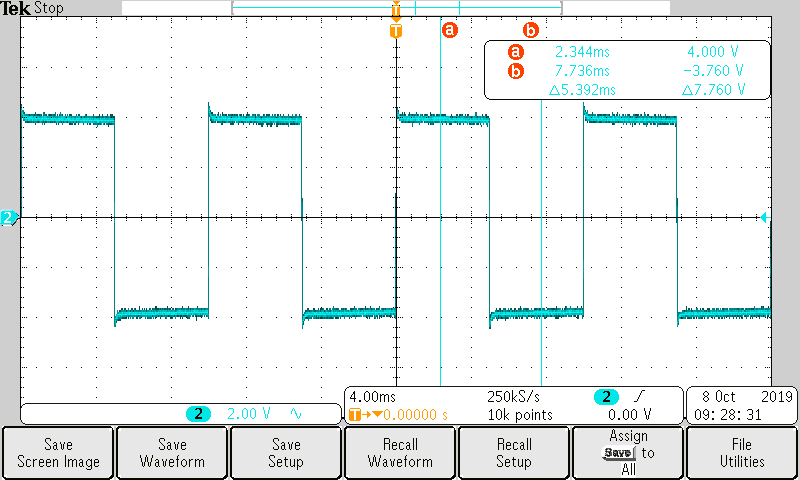 Tek Stop
T
T a b
a 2.344ms 4.000 V
b 7.736ms −3.760 V
Δ5.392ms Δ7.760 V
2
2 2.00 V
4.00ms 250kS/s 2
T→▼0.00000 s 10k points 0.00 V
8 Oct 2019
09:28:31
Save Screen Image
Save Waveform
Save Setup
Recall Waveform
Recall Setup
Assign Save to All
File Utilities